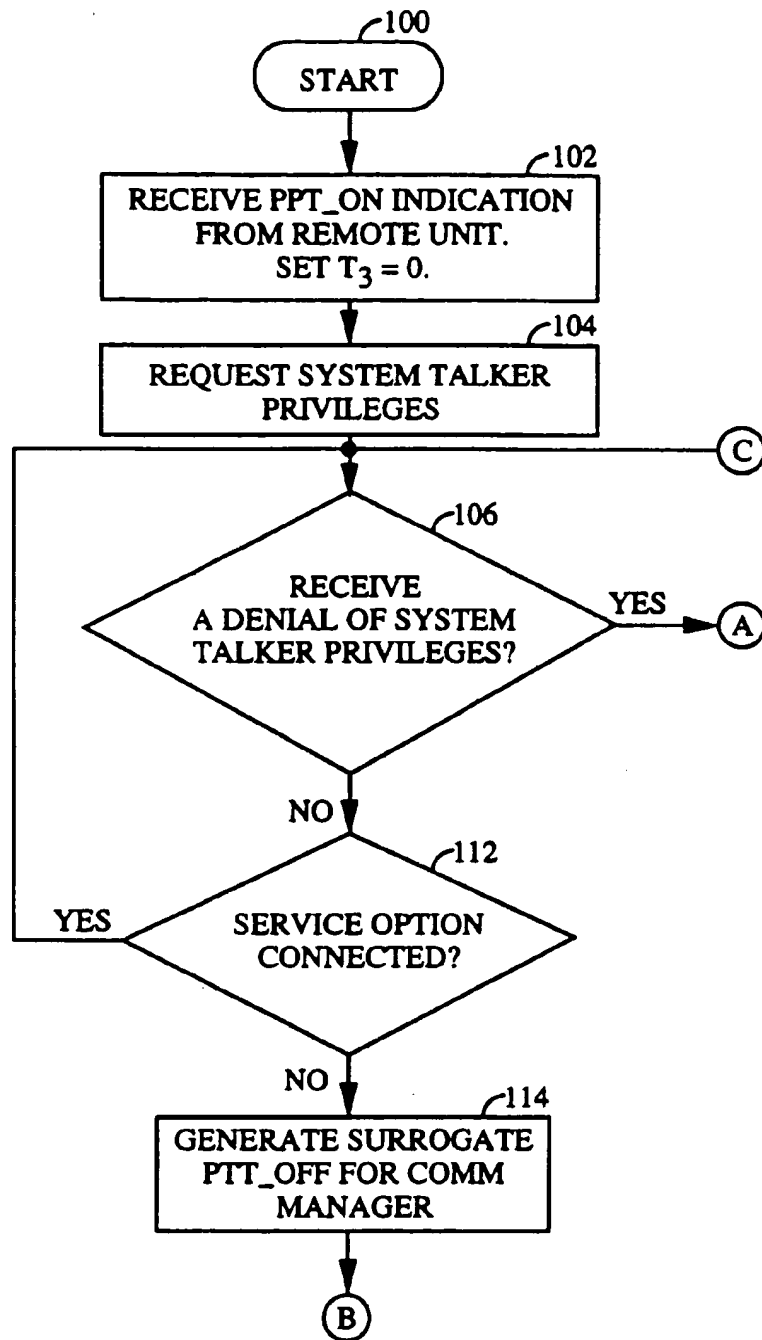 100
START
102
RECEIVE PPT_ON INDICATION
FROM REMOTE UNIT.
SET T3 = 0.
104
REQUEST SYSTEM TALKER
PRIVILEGES
C
106
RECEIVE
A DENIAL OF SYSTEM
TALKER PRIVILEGES?
YES
A
NO
112
YES
SERVICE OPTION
CONNECTED?
NO
114
GENERATE SURROGATE
PTT_OFF FOR COMM
MANAGER
B